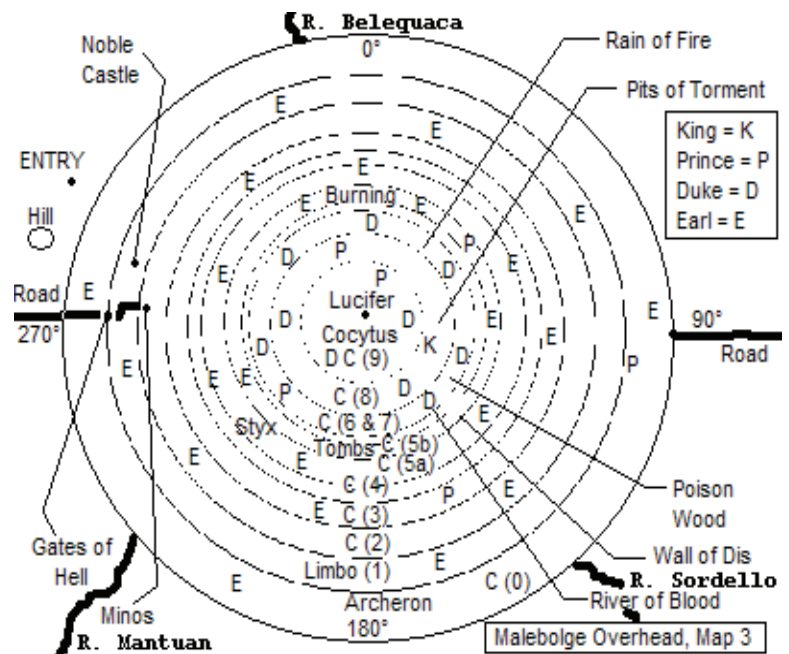 R. Belequaca
0°
Noble
Castle
Rain of Fire
Pits of Torment
King = K
Prince = P
Duke = D
Earl = E
ENTRY
Hill
E
E
E
E
E
E
E
E
E
Burning
D
P
D
D
P
P
D
E
E
Road
270°
E
Lucifer
Cocytus
D
D
K
D
D
E
E
E
P
90°
Road
E
E
E
D
C (9)
P
C (8)
D
D
E
C (6 & 7)
Styx
Tombs
C (5b)
C (5a)
E
C (4)
P
E
E
C (3)
C (2)
E
Limbo (1)
E
C (0)
Archeron
180°
Poison
Wood
Wall of Dis
R. Sordello
River of Blood
Gates of
Hell
Minos
R. Mantuan
Malebolge Overhead, Map 3